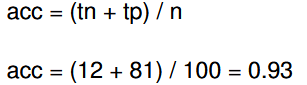 acc = (tn + tp) / n
acc = (12 + 81) / 100 = 0.93